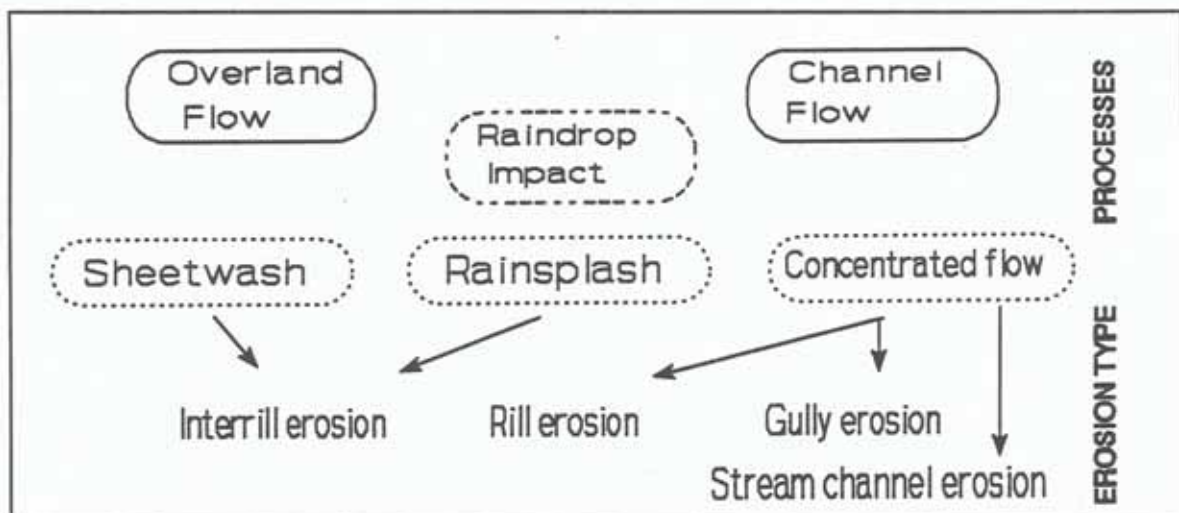 Overland
Flow
Channel
Flow
Raindrop
Impact
PROCESSES
Sheetwash
Rainsplash
Concentrated flow
Interrill erosion
Rill erosion
Gully erosion
Stream channel erosion
EROSION TYPE